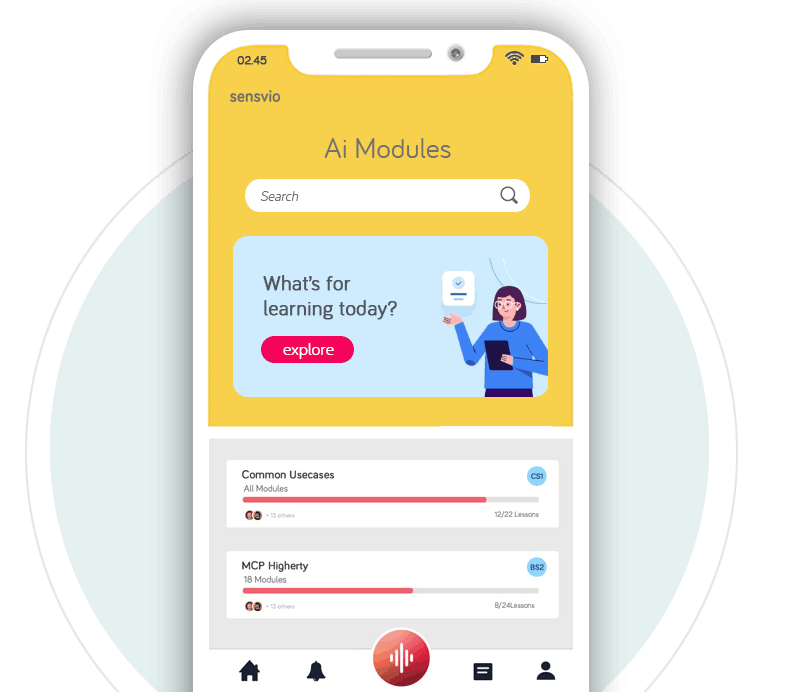 02.45
sensvio
Ai Modules
Search
What's for
learning today?
explore
Common Usecases
CS1
All Modules
+ 13 others
12/22 Lessons
MCP Higherty
BS2
18 Modules
+ 13 others
8/24Lessons